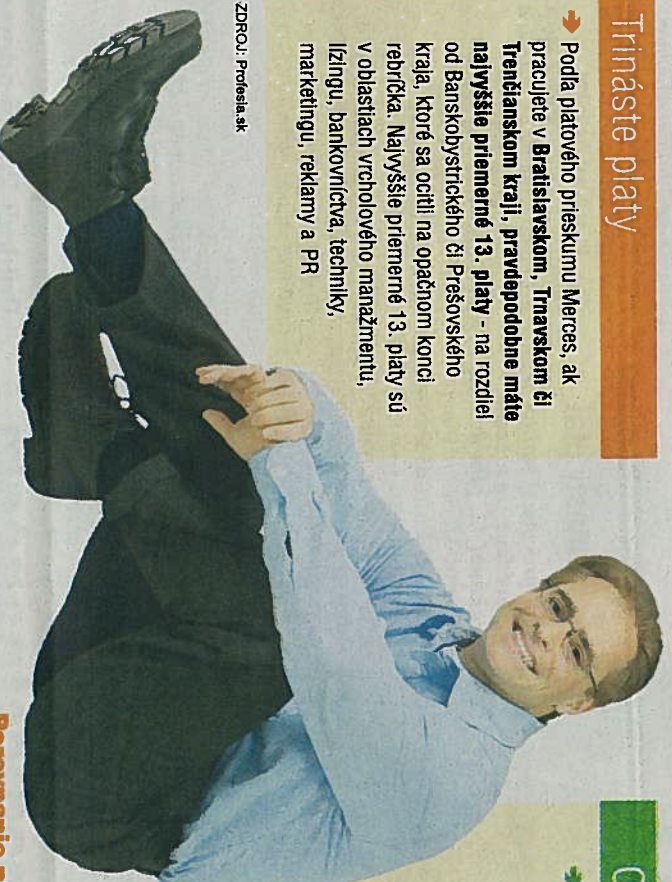 Trináste platy
Podľa platového prieskumu Merces, ak
pracujete v Bratislavskom, Trnavskom či
Trenčianskom kraji, pravdepodobne máte
najvyššie priemerné 13. platy - na rozdiel
od Banskobystrického či Prešovského
kraja, ktoré sa ocitli na opačnom konci
rebríčka. Najvyššie priemerné 13. platy sú
v oblastiach vrcholového manažmentu,
lízingu, bankovníctva, techniky,
marketingu, reklamy a PR
ZDROJ: Profesia.sk